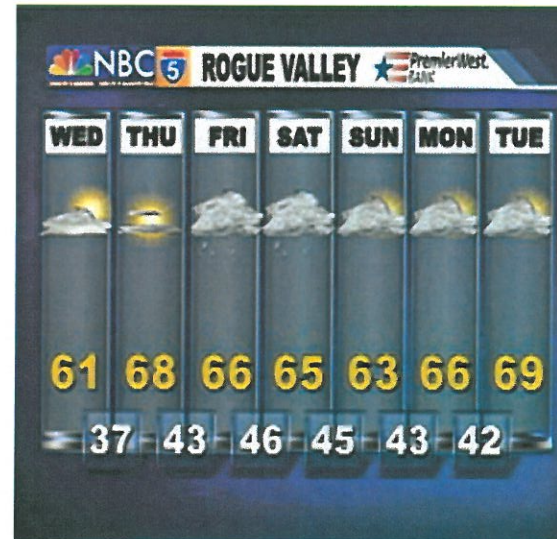 NBC 5 ROGUE VALLEY PremierWest.
BANK
WED THU FRI SAT SUN MON TUE
61 68 66 65 63 66 69
37 43 46 45 43 42